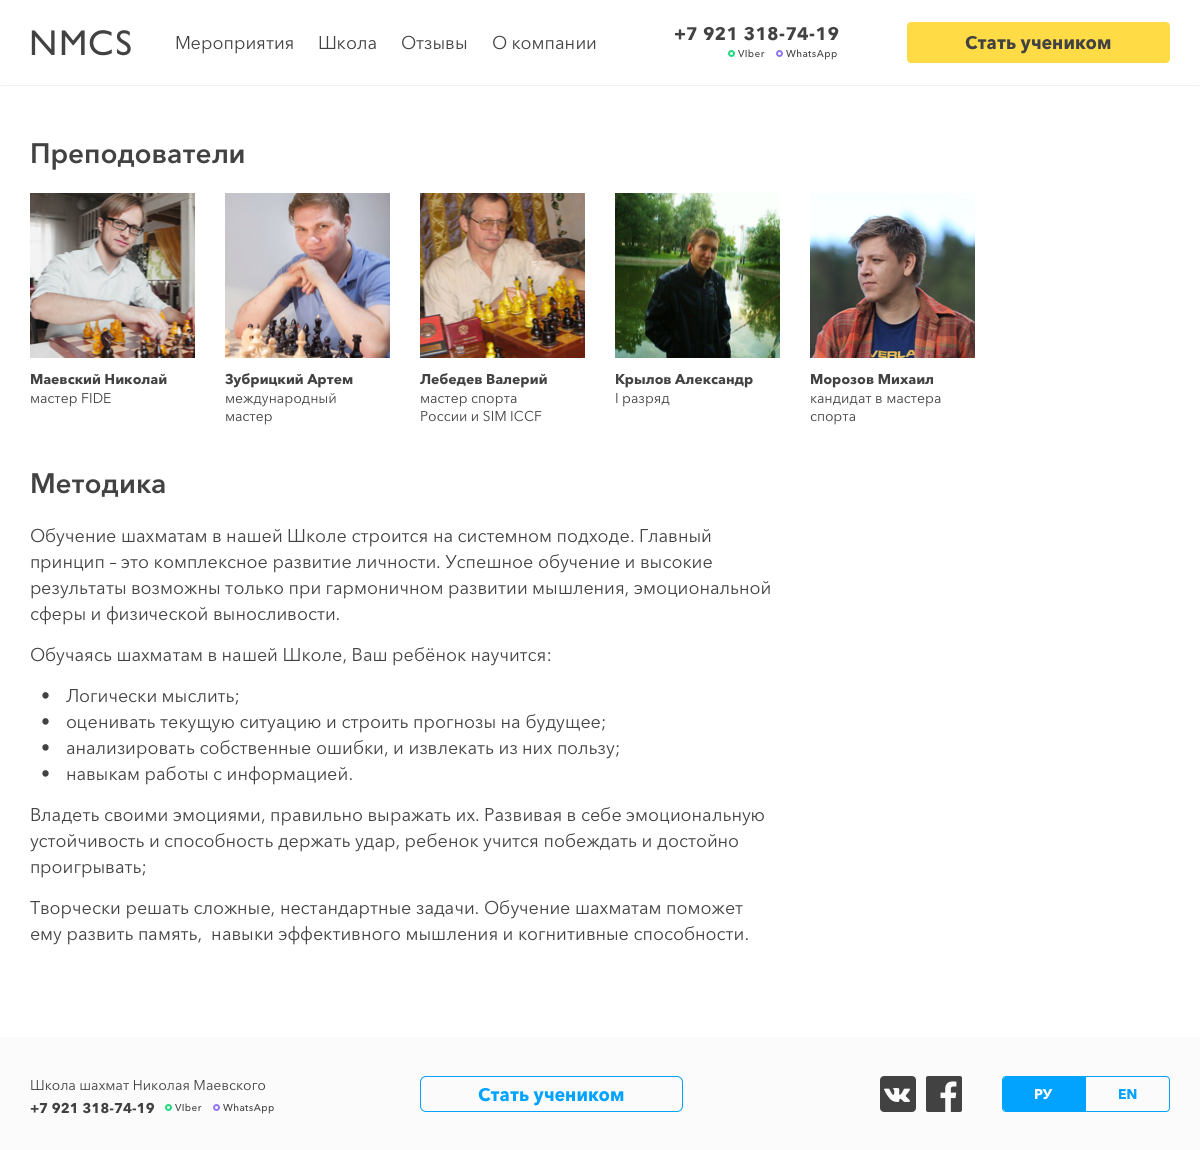 NMCS
Мероприятия Школа Отзывы О компании
+7 921 318-74-19
VIber WhatsApp
Стать учеником
Преподователи
Маевский Николай
мастер FIDE
Зубрицкий Артем
международный
мастер
Лебедев Валерий
мастер спорта
России и SIM ICCF
Крылов Александр
I разряд
Морозов Михаил
кандидат в мастера
спорта
Методика
Обучение шахматам в нашей Школе строится на системном подходе. Главный
принцип – это комплексное развитие личности. Успешное обучение и высокие
результаты возможны только при гармоничном развитии мышления, эмоциональной
сферы и физической выносливости.
Обучаясь шахматам в нашей Школе, Ваш ребёнок научится:
• Логически мыслить;
• оценивать текущую ситуацию и строить прогнозы на будущее;
• анализировать собственные ошибки, и извлекать из них пользу;
• навыкам работы с информацией.
Владеть своими эмоциями, правильно выражать их. Развивая в себе эмоциональную
устойчивость и способность держать удар, ребенок учится побеждать и достойно
проигрывать;
Творчески решать сложные, нестандартные задачи. Обучение шахматам поможет
ему развить память,  навыки эффективного мышления и когнитивные способности.
Школа шахмат Николая Маевского
+7 921 318-74-19 VIber WhatsApp
Стать учеником
РУ EN